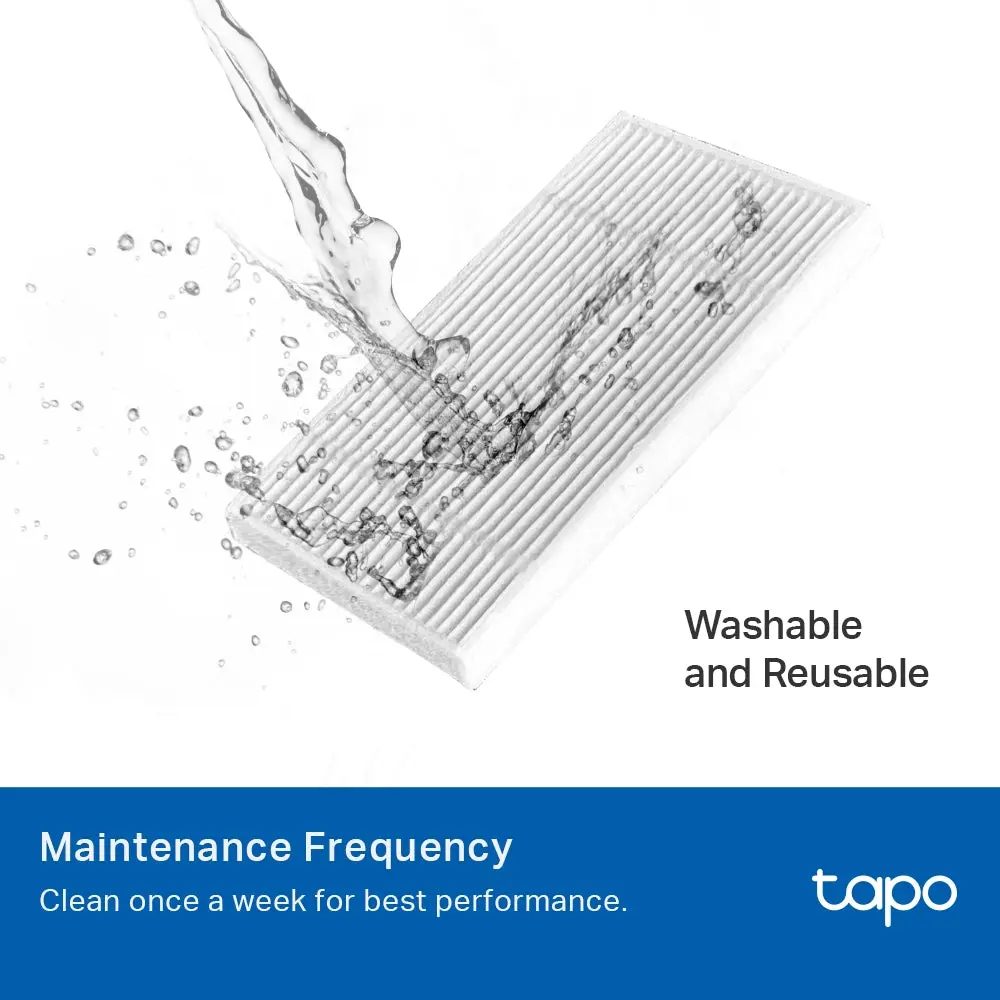 Washable
and Reusable
Maintenance Frequency
Clean once a week for best performance.
tapo